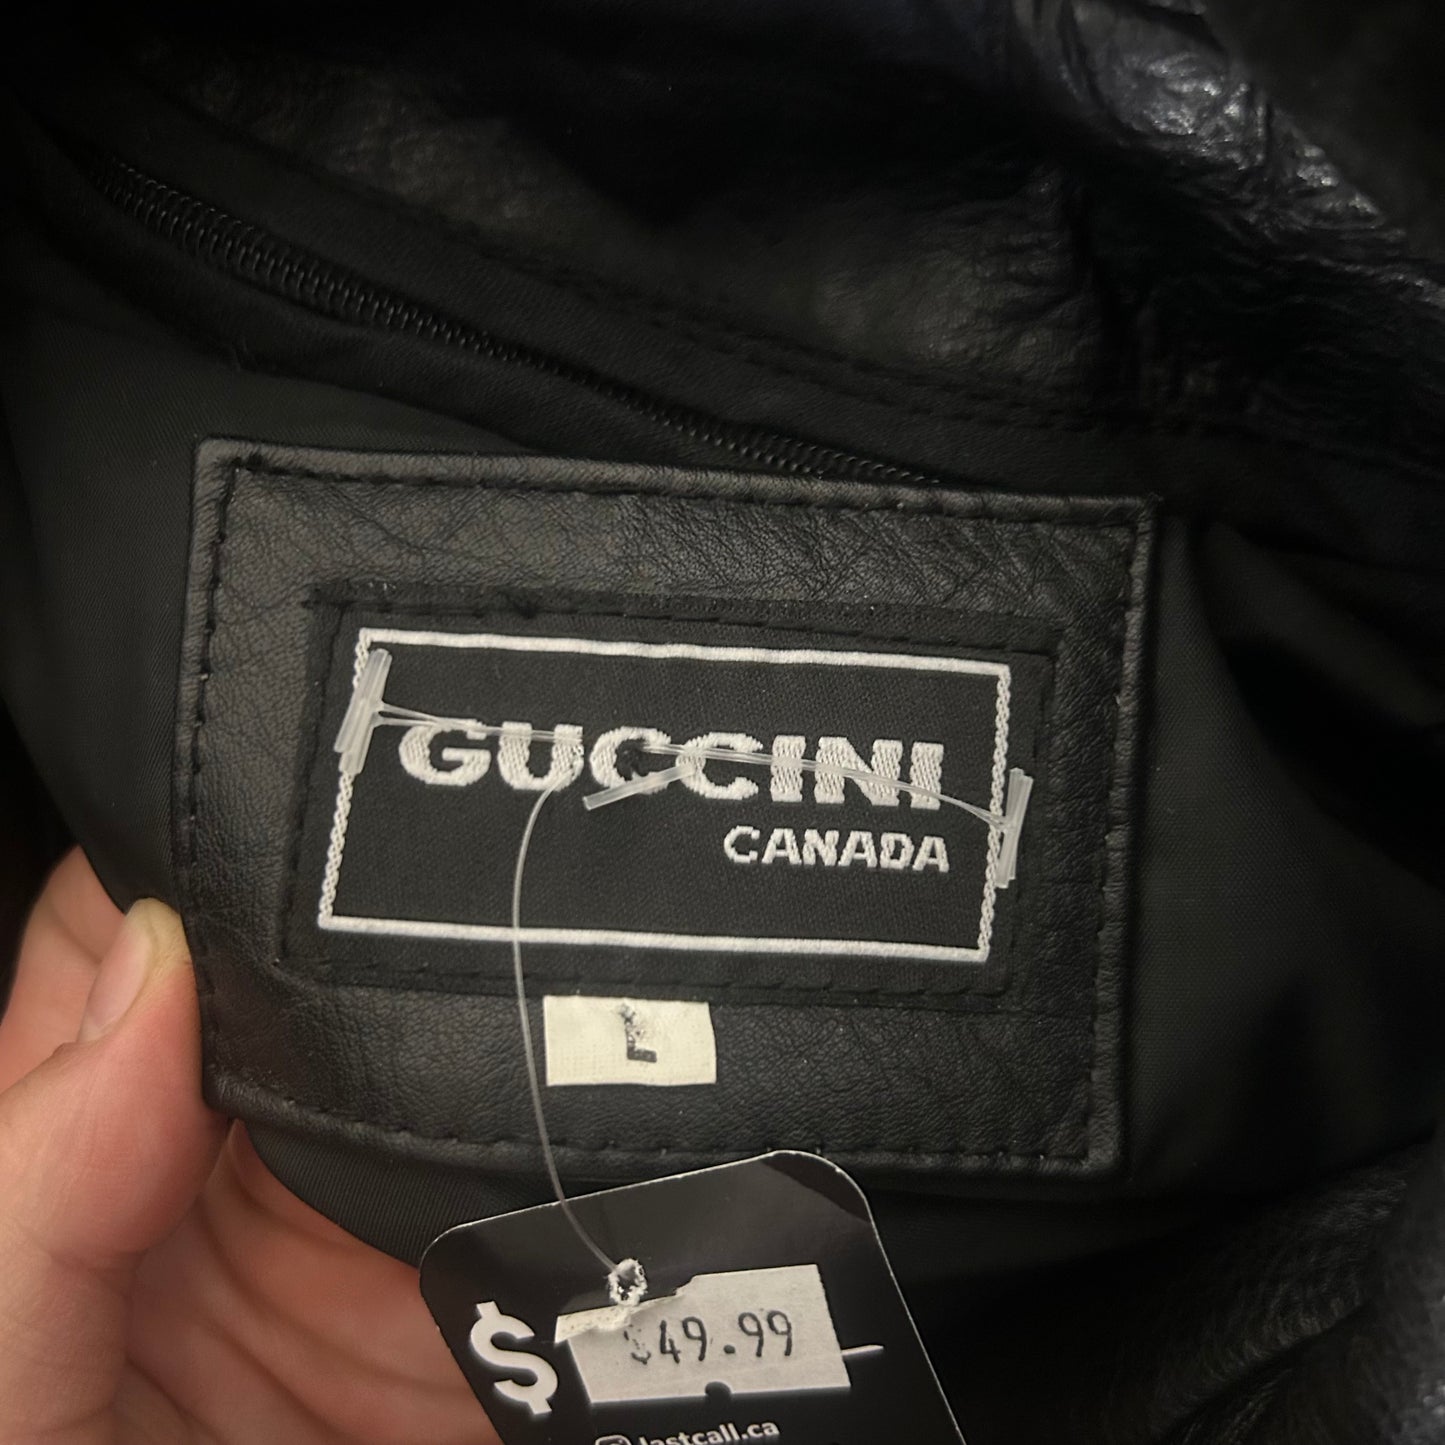 GUCCINI
CANADA
L
$ $49.99
lastcall.ca